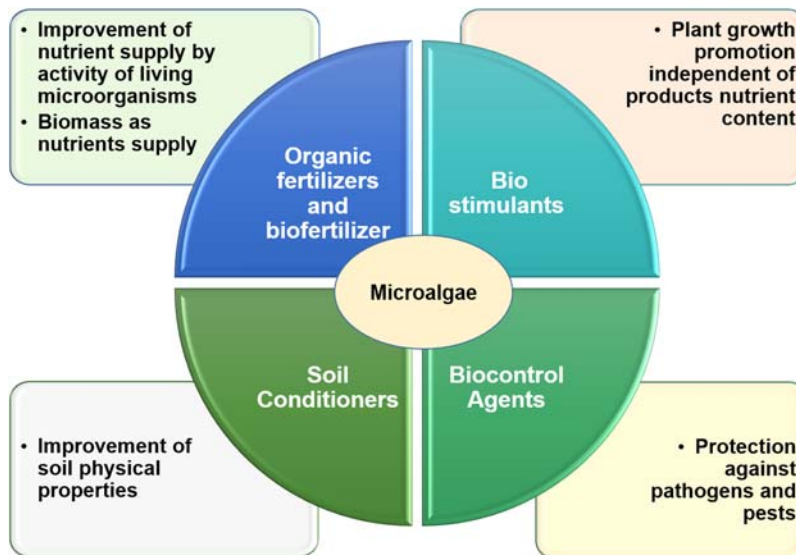 • Improvement of
nutrient supply by
activity of living
microorganisms
• Biomass as
nutrients supply
• Plant growth
promotion
independent of
products nutrient
content
Organic
fertilizers
and
biofertilizer
Bio
stimulants
Microalgae
Soil
Conditioners
Biocontrol
Agents
• Improvement of
soil physical
properties
• Protection
against
pathogens and
pests